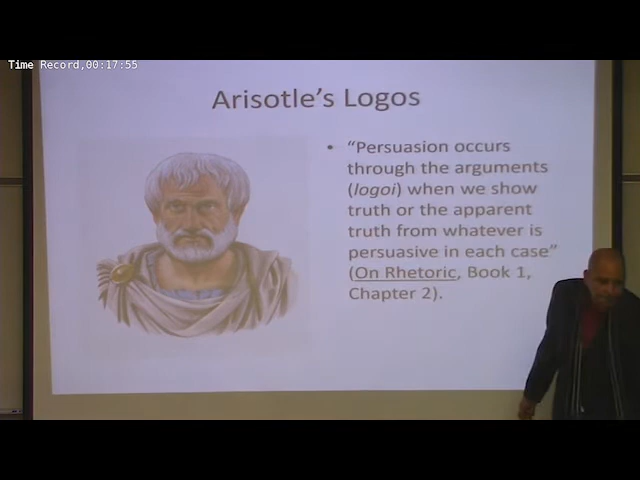 Time Record,00:17:55
Arisotle's Logos
• "Persuasion occurs
through the arguments
(logoi) when we show
truth or the apparent
truth from whatever is
persuasive in each case"
(On Rhetoric, Book 1,
Chapter 2).